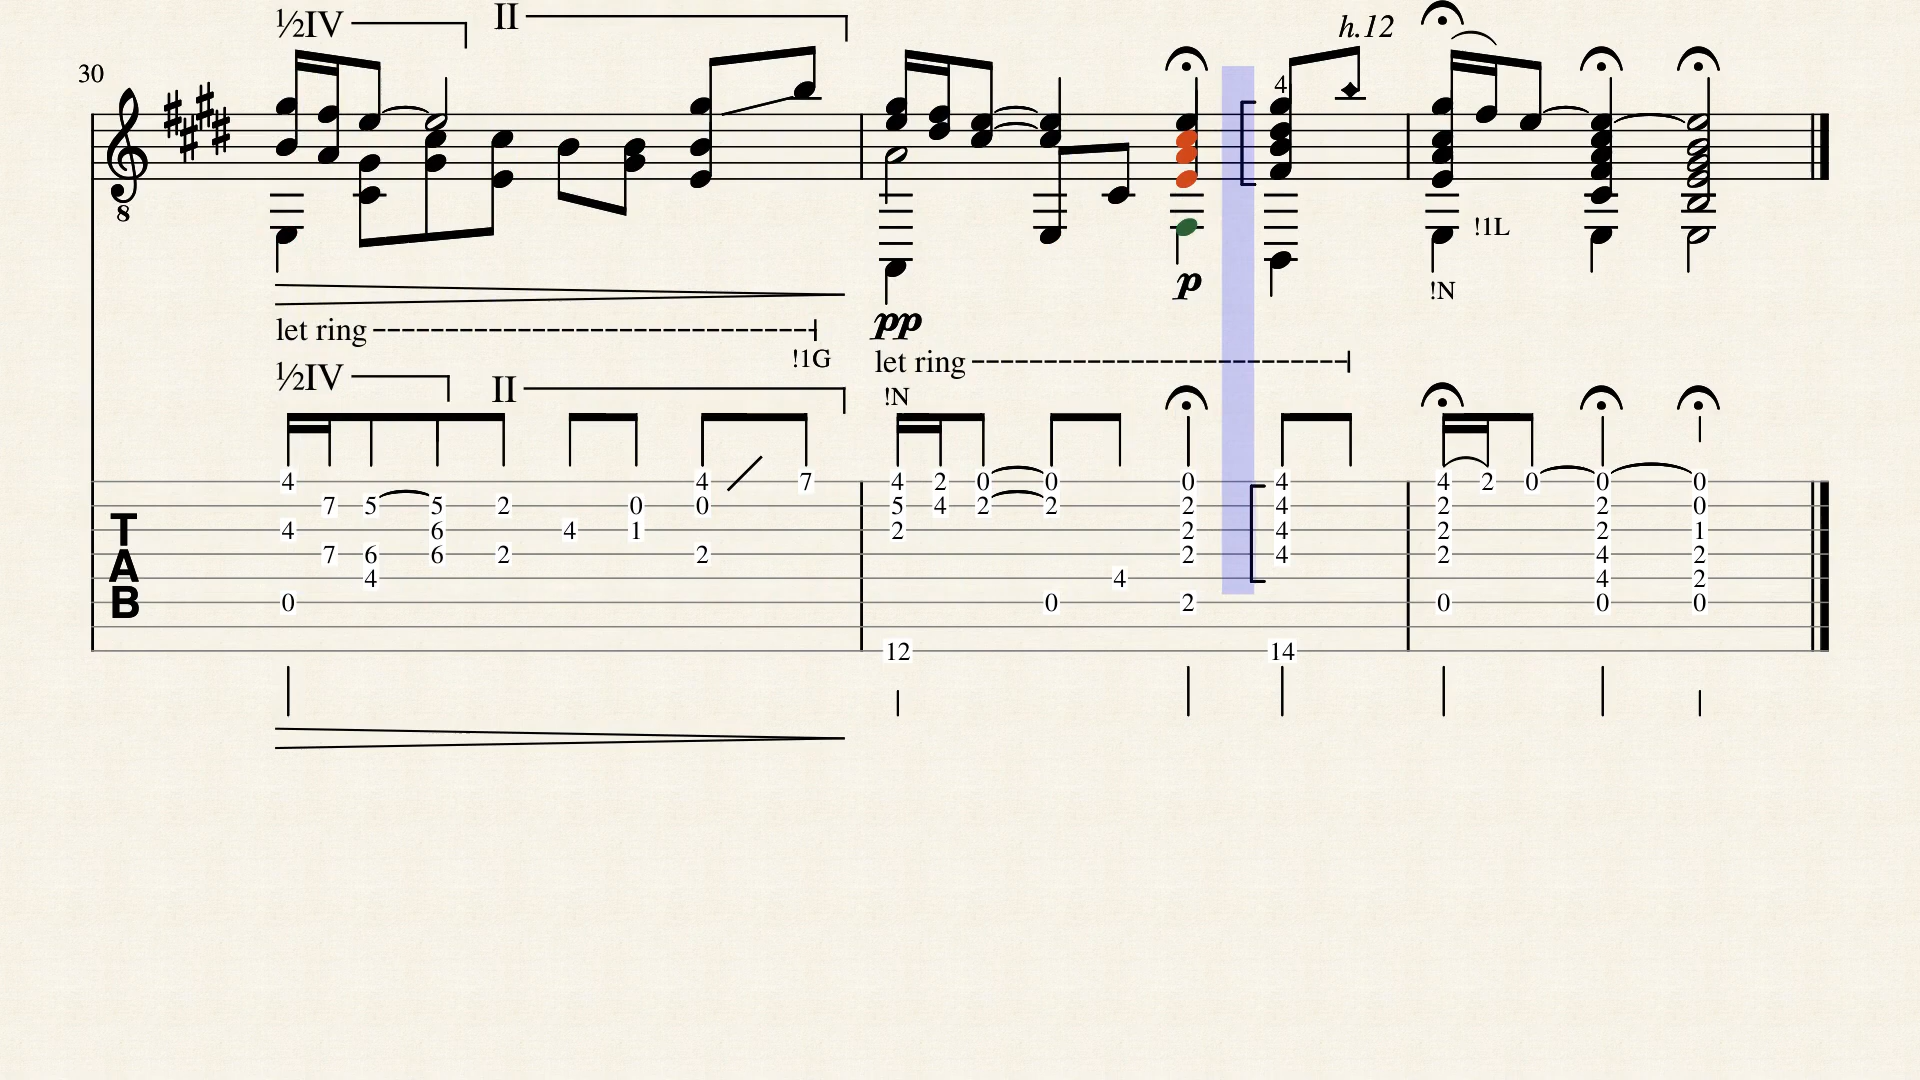 ½IV II h.12
30
4
8
p
!1L
!N
pp
let ring
!1G
let ring
½IV II
!N
4 4 7 4 2 0 0 0 4 4 2 0 0 0
7 5 5 2 0 0 5 4 2 2 2 4 2 2 0
4 6 4 1 2 2 4 2 2 1
7 6 6 2 2 2 4 2 4 2
4 4 4 2
0 0 2 0 0 0
12 14
TAB